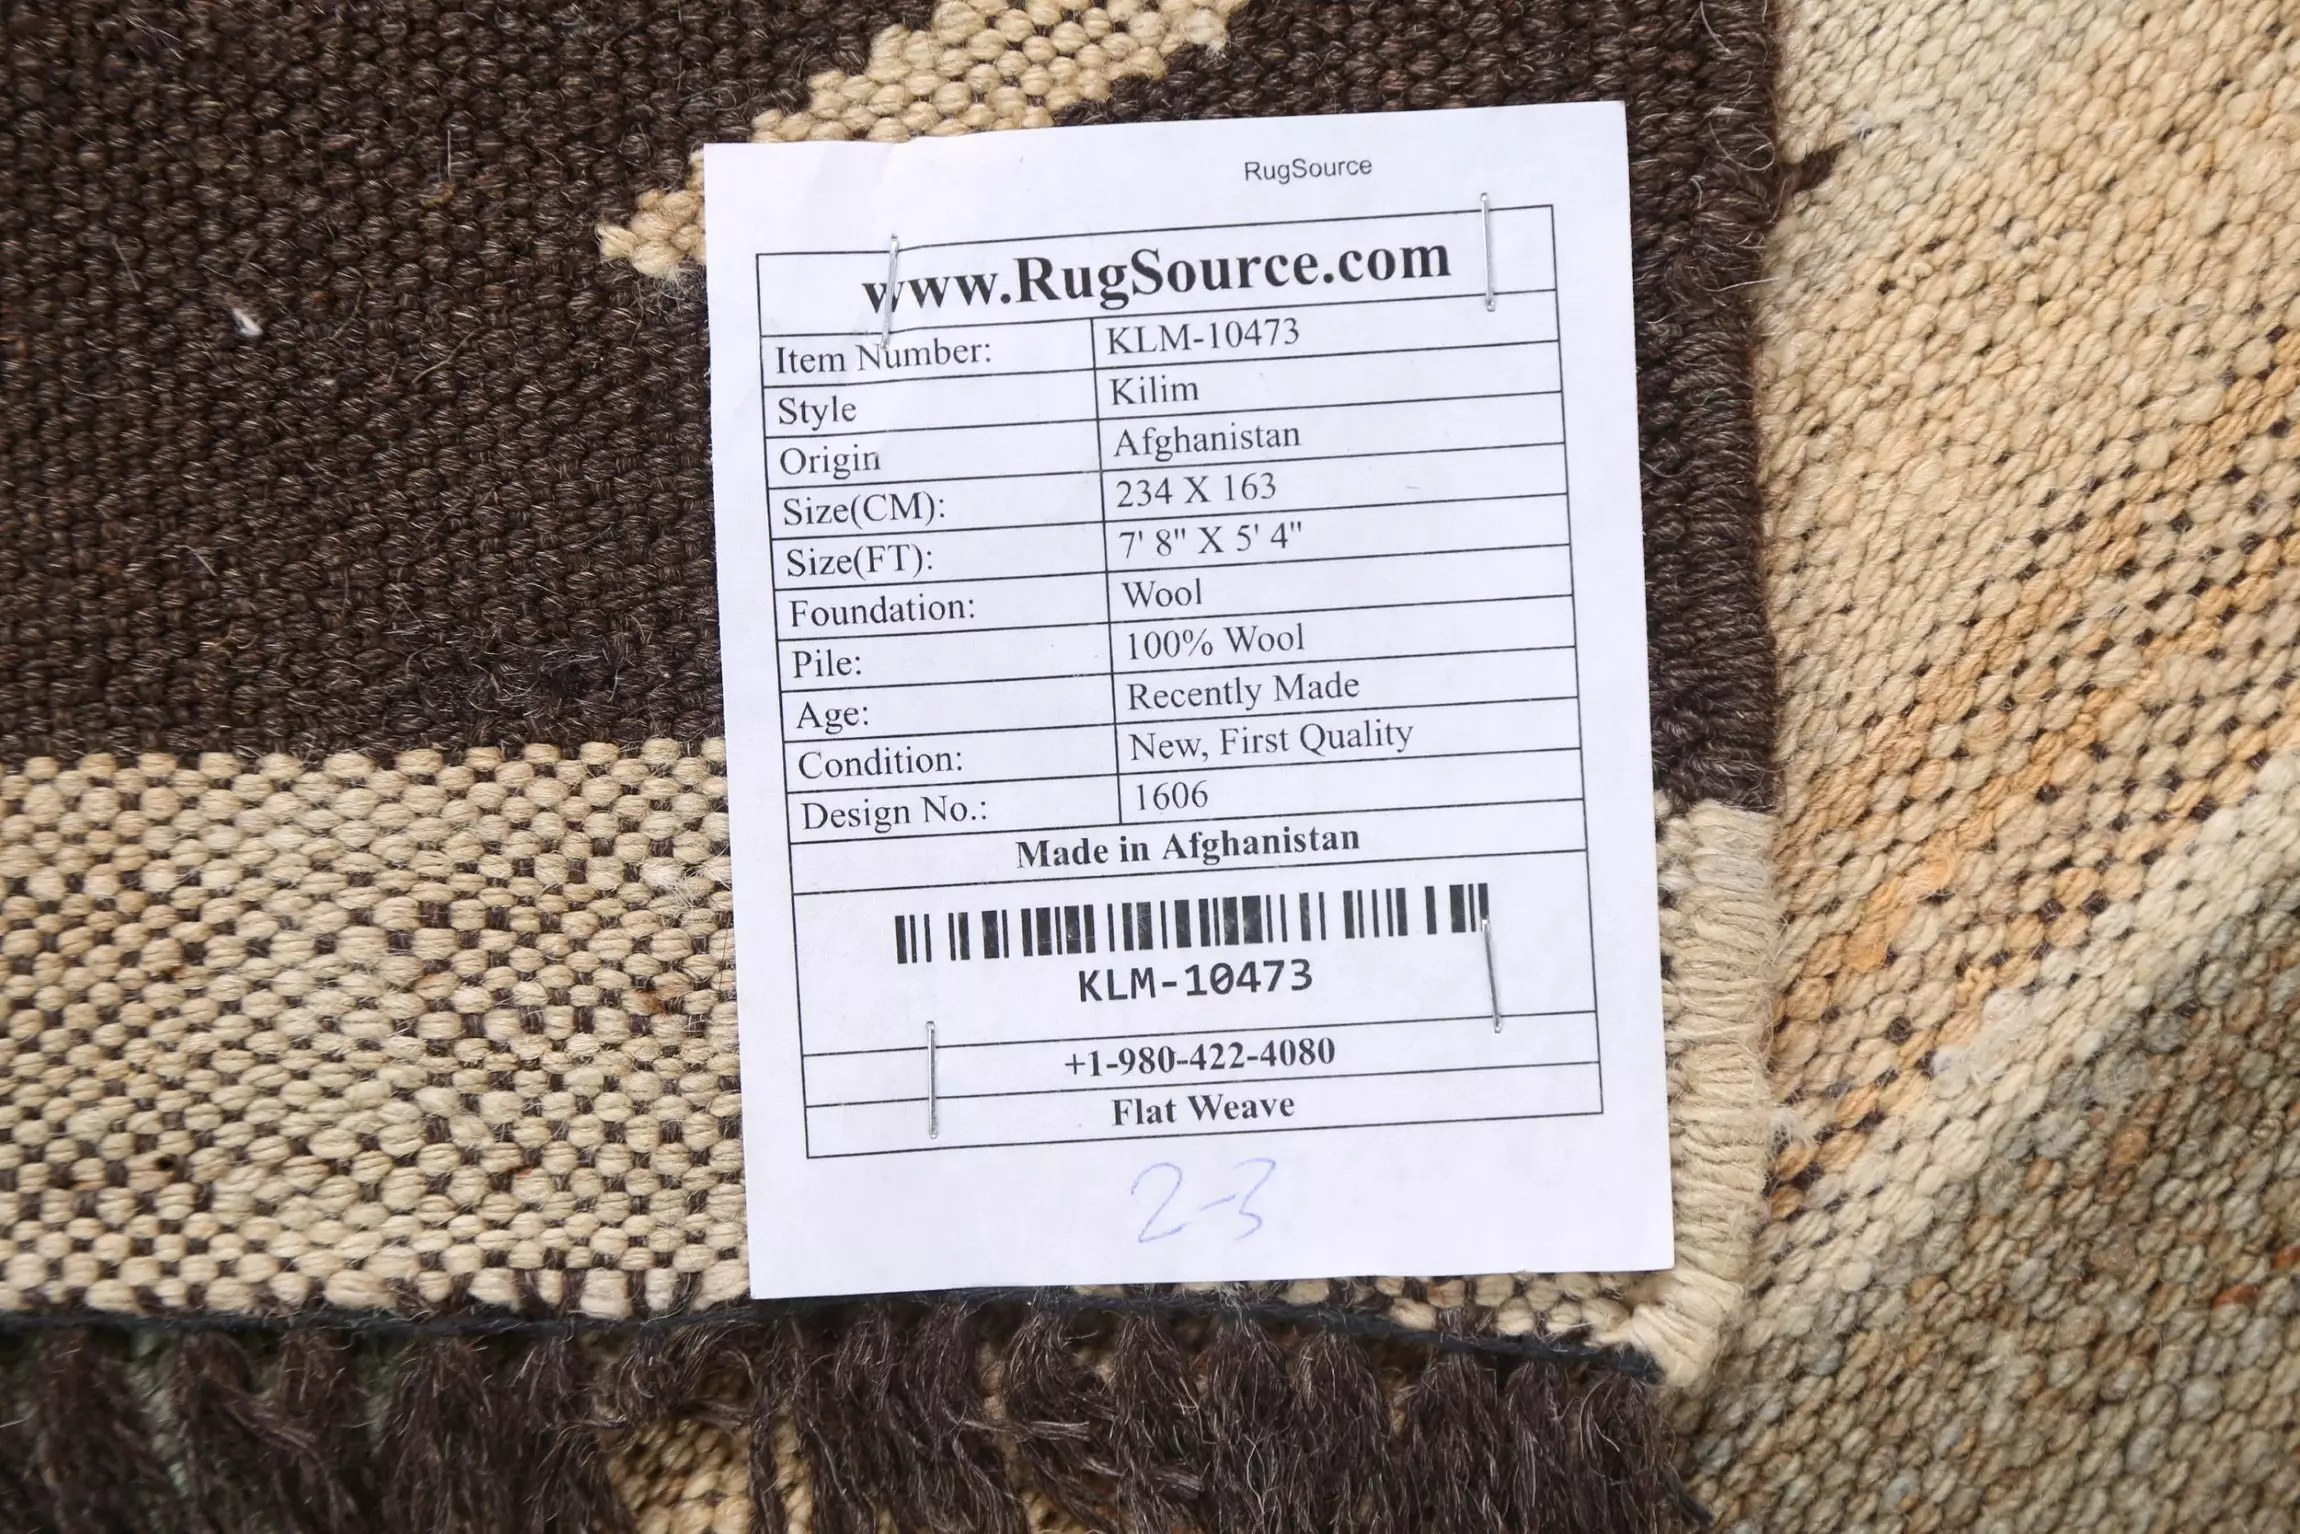 RugSource
www.RugSource.com
Item Number: KLM-10473
Style Kilim
Origin Afghanistan
Size(CM): 234 X 163
Size(FT): 7' 8" X 5' 4"
Foundation: Wool
Pile: 100% Wool
Age: Recently Made
Condition: New, First Quality
Design No.: 1606
Made in Afghanistan
KLM-10473
+1-980-422-4080
Flat Weave
2-3